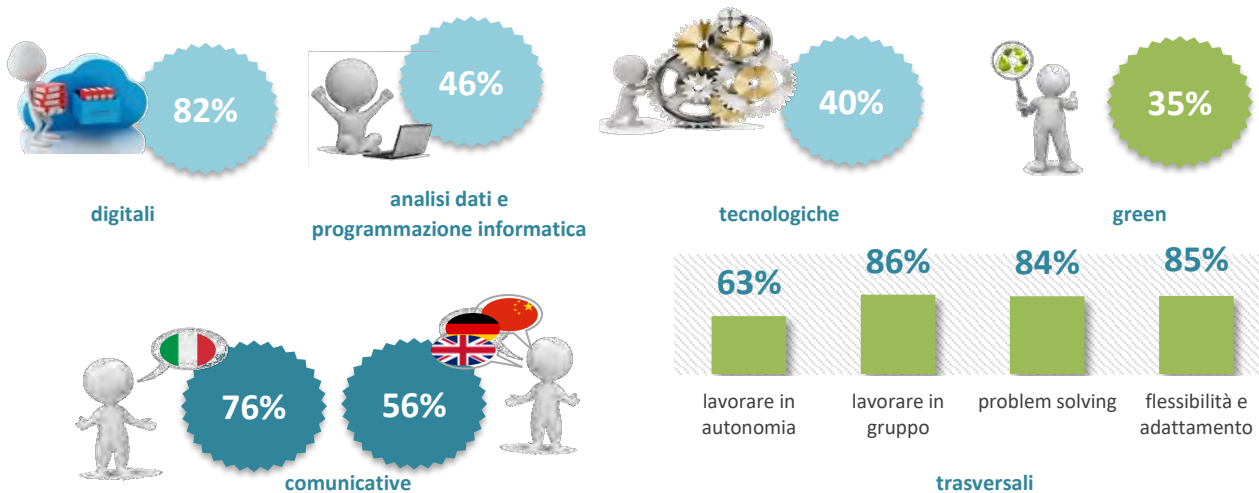 82%
46%
40%
35%
digitali
analisi dati e
programmazione informatica
tecnologiche
green
76%
56%
comunicative
63%
86%
84%
85%
lavorare in
autonomia
lavorare in
gruppo
problem solving
flessibilità e
adattamento
trasversali